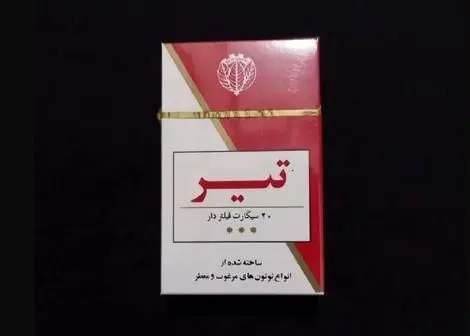 تیر
۲۰ سیگارت فیلتر دار
ساخته شده از
انواع توتون های مرغوب و معطر